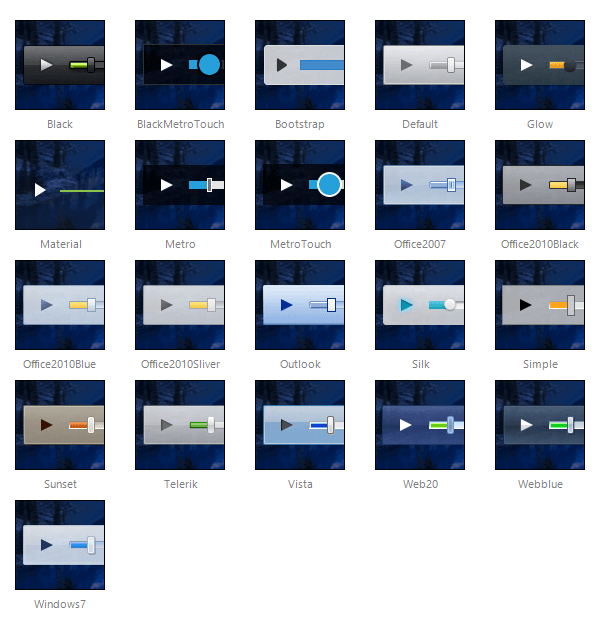 Black
BlackMetroTouch
Bootstrap
Default
Glow
Material
Metro
MetroTouch
Office2007
Office2010Black
Office2010Blue
Office2010Sliver
Outlook
Silk
Simple
Sunset
Telerik
Vista
Web20
Webblue
Windows7